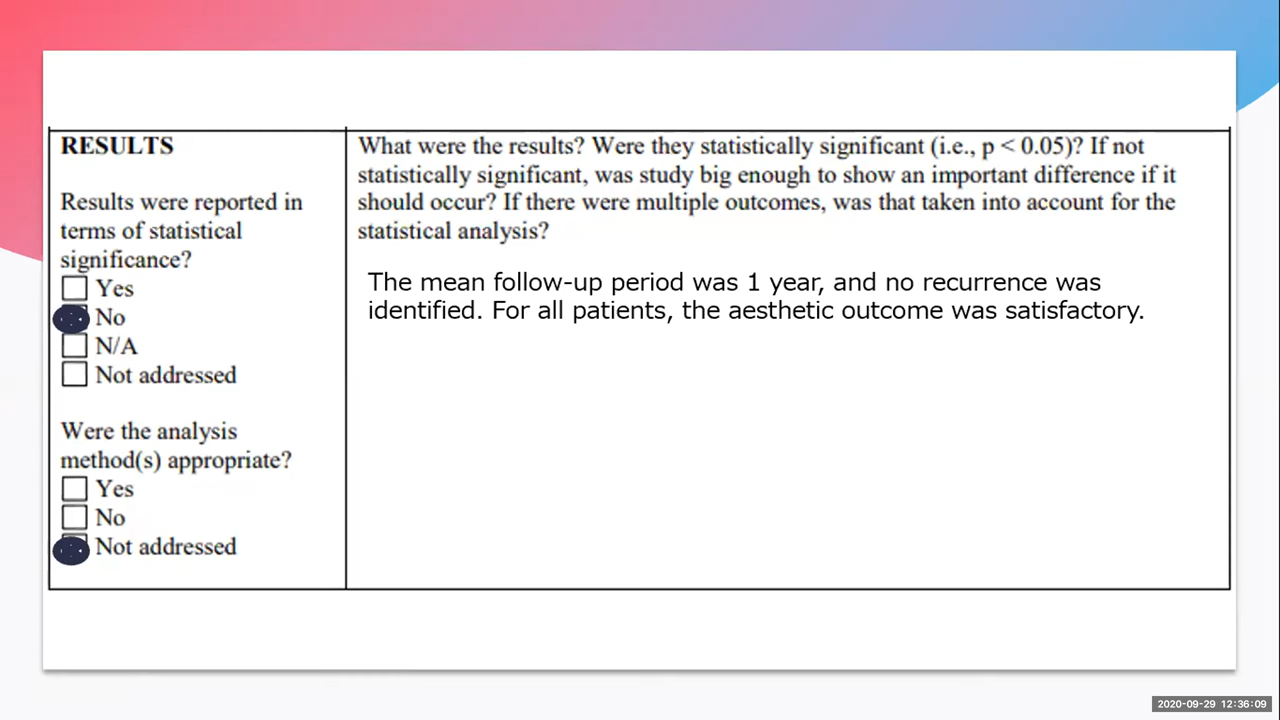 RESULTS
Results were reported in
terms of statistical
significance?
Yes
No
N/A
Not addressed
Were the analysis
method(s) appropriate?
Yes
No
Not addressed
What were the results? Were they statistically significant (i.e., p < 0.05)? If not
statistically significant, was study big enough to show an important difference if it
should occur? If there were multiple outcomes, was that taken into account for the
statistical analysis?
The mean follow-up period was 1 year, and no recurrence was
identified. For all patients, the aesthetic outcome was satisfactory.
2020-09-29 12:36:09